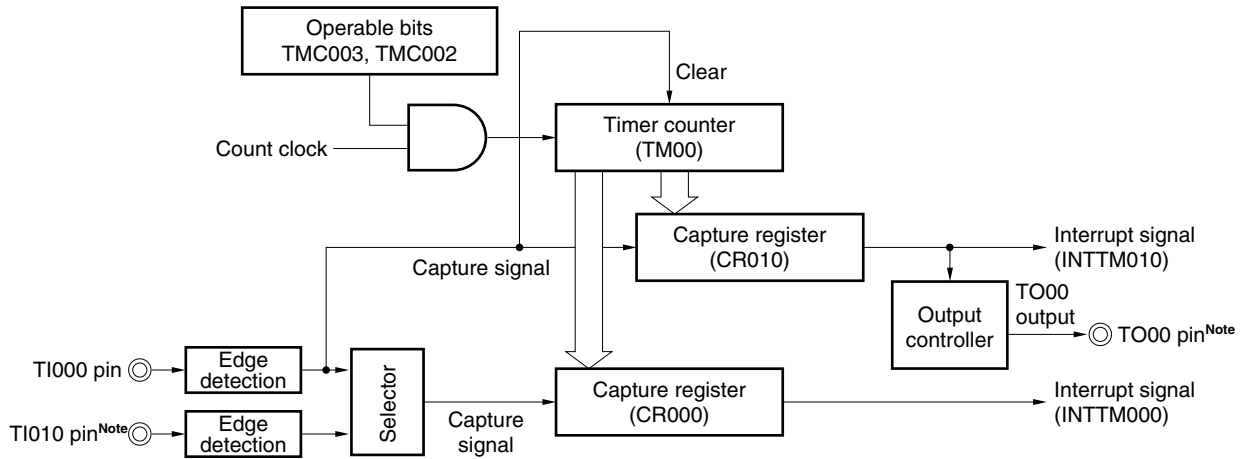 Operable bits
TMC003, TMC002
Clear
Timer counter
(TM00)
Count clock
Capture register
(CR010)
Interrupt signal
(INTTM010)
Capture signal
TO00
output
Output
controller
TO00 pinNote
TI000 pin
Edge
detection
Selector
Capture register
(CR000)
Interrupt signal
(INTTM000)
TI010 pinNote
Edge
detection
Capture
signal